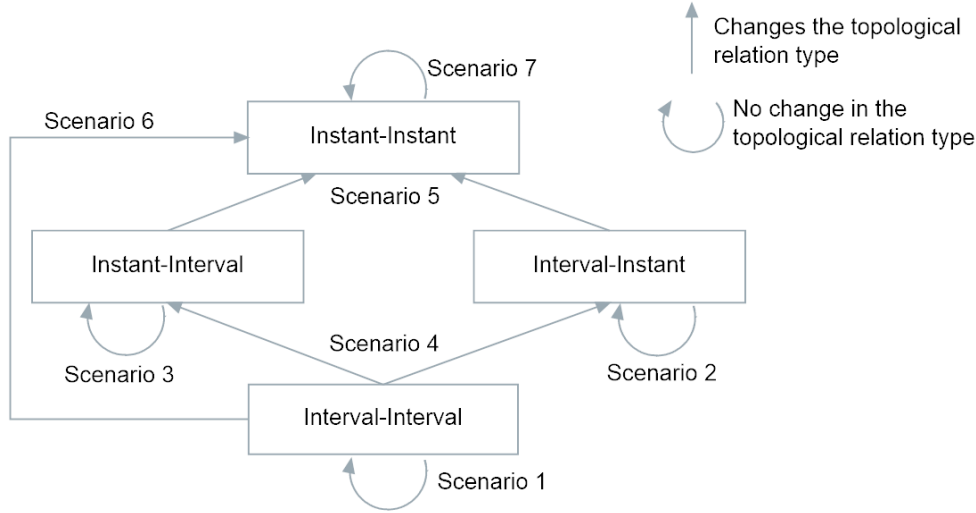 Changes the topological
relation type
Scenario 7
No change in the
topological relation type
Scenario 6
Instant-Instant
Scenario 5
Instant-Interval
Interval-Instant
Scenario 4
Scenario 3
Scenario 2
Interval-Interval
Scenario 1